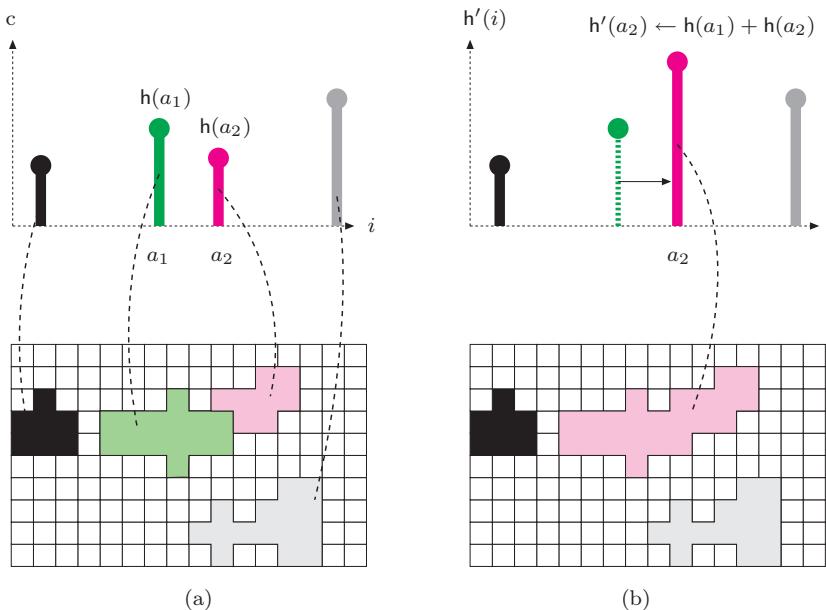 c
h(a₁)
h(a₂)
i
a₁
a₂
(a)
h′(i)
h′(a₂) ← h(a₁) + h(a₂)
a₂
(b)